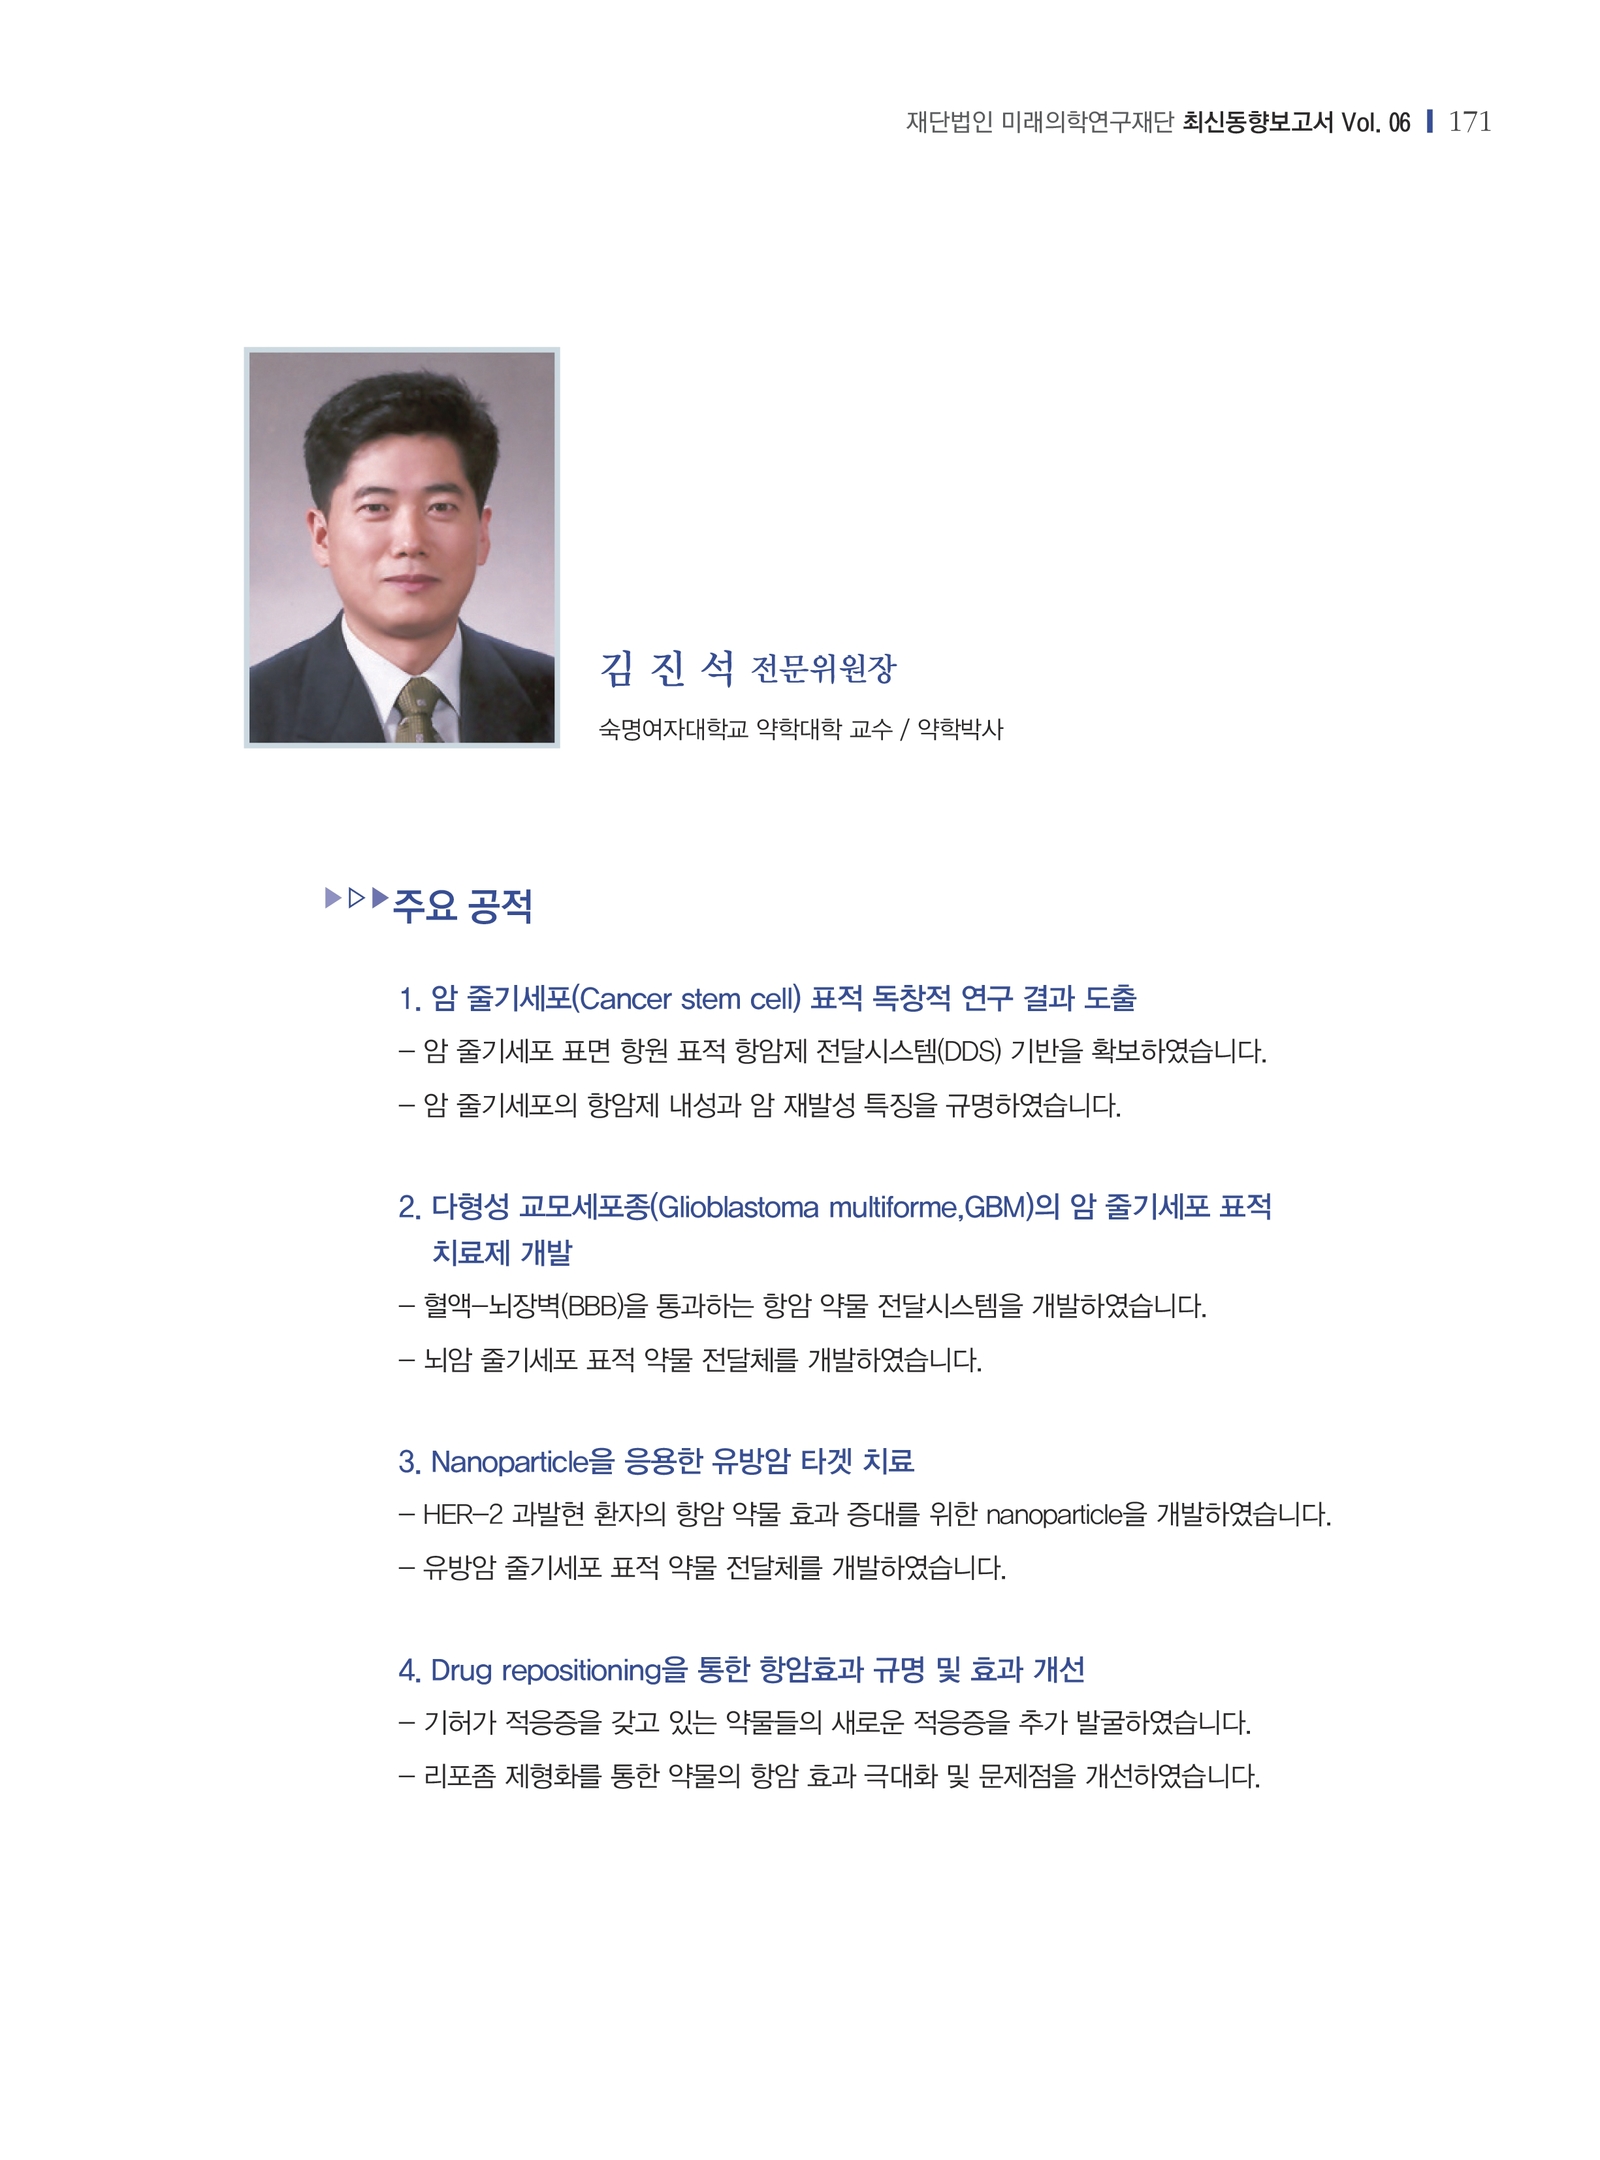 재단법인 미래의학연구재단 최신동향보고서 Vol. 06 171
김 진 석 전문위원장
숙명여자대학교 약학대학 교수 / 약학박사
주요 공적
1. 암 줄기세포(Cancer stem cell) 표적 독창적 연구 결과 도출
– 암 줄기세포 표면 항원 표적 항암제 전달시스템(DDS) 기반을 확보하였습니다.
– 암 줄기세포의 항암제 내성과 암 재발성 특징을 규명하였습니다.
2. 다형성 교모세포종(Glioblastoma multiforme,GBM)의 암 줄기세포 표적
치료제 개발
– 혈액–뇌장벽(BBB)을 통과하는 항암 약물 전달시스템을 개발하였습니다.
– 뇌암 줄기세포 표적 약물 전달체를 개발하였습니다.
3. Nanoparticle을 응용한 유방암 타겟 치료
– HER–2 과발현 환자의 항암 약물 효과 증대를 위한 nanoparticle을 개발하였습니다.
– 유방암 줄기세포 표적 약물 전달체를 개발하였습니다.
4. Drug repositioning을 통한 항암효과 규명 및 효과 개선
– 기허가 적응증을 갖고 있는 약물들의 새로운 적응증을 추가 발굴하였습니다.
– 리포좀 제형화를 통한 약물의 항암 효과 극대화 및 문제점을 개선하였습니다.